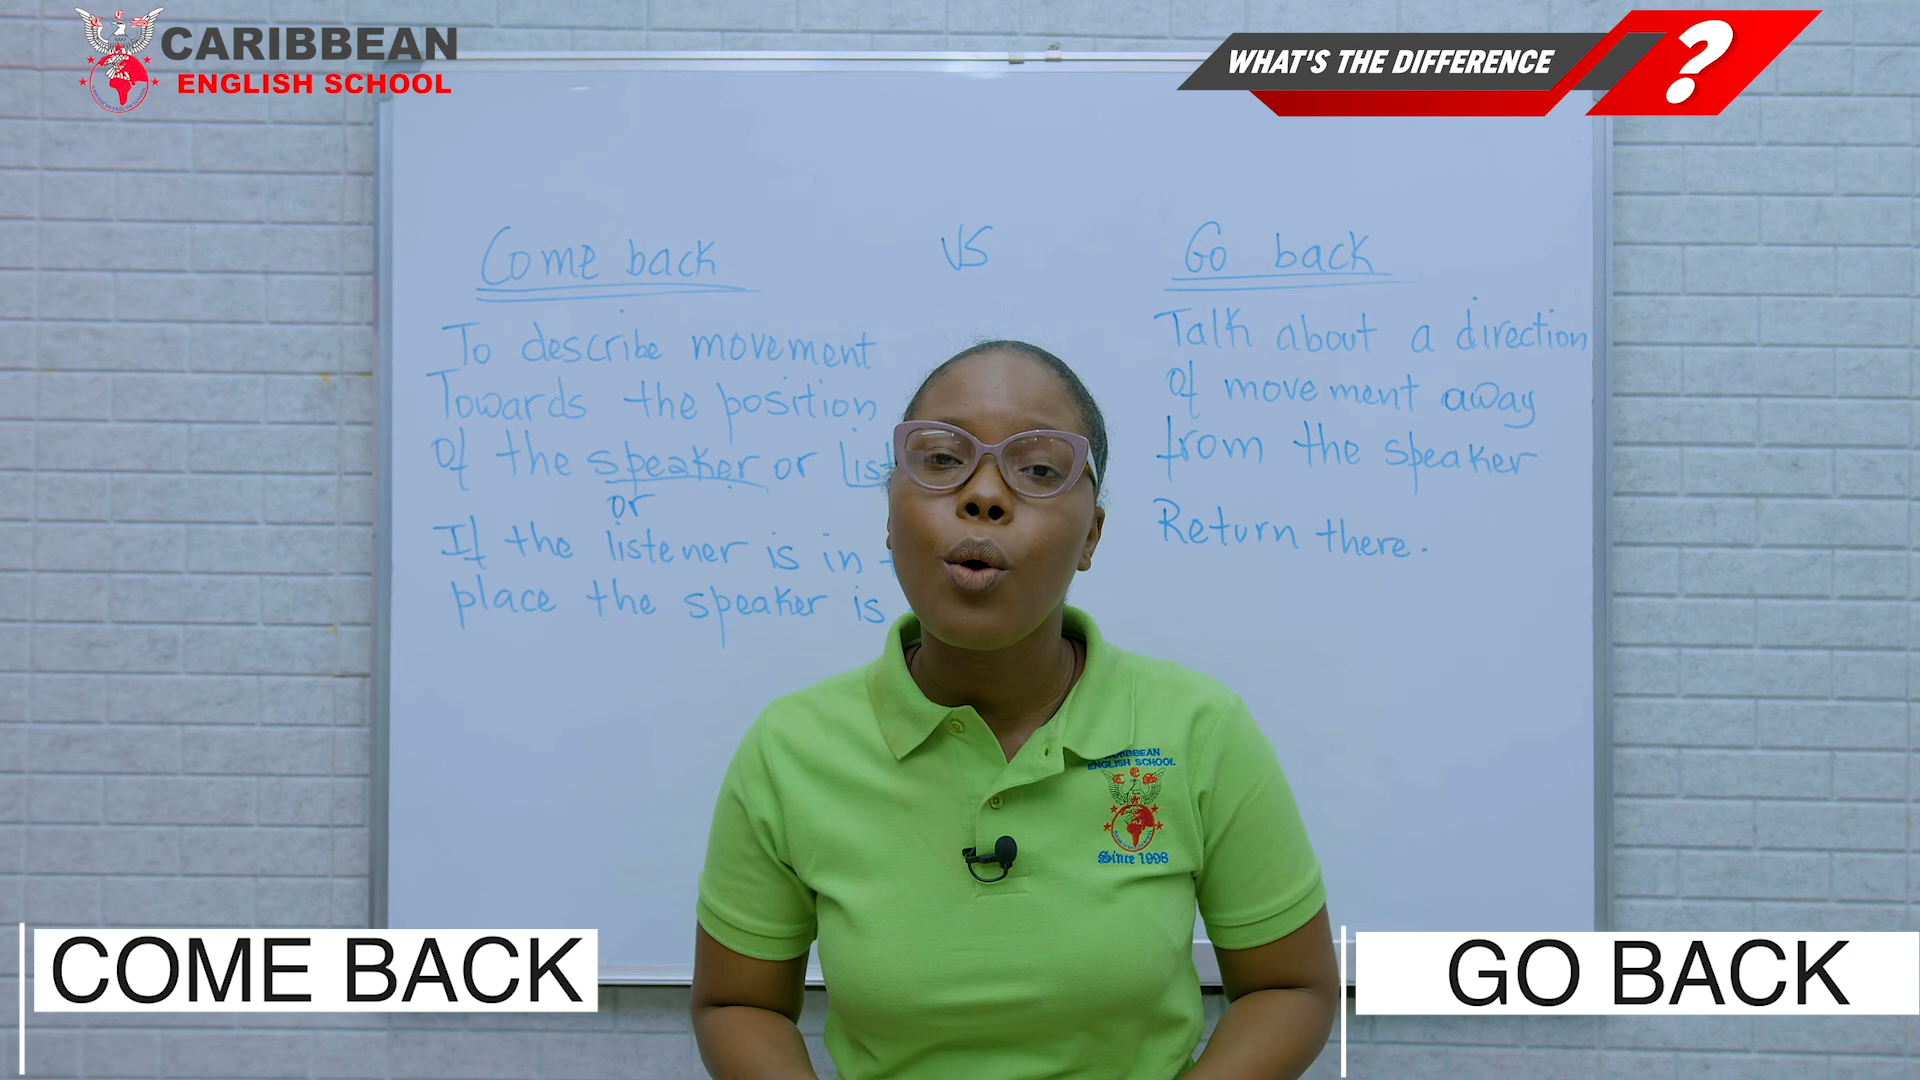 CARIBBEAN
ENGLISH SCHOOL
WHAT'S THE DIFFERENCE
?
Come back
VS
Go back
To describe movement
Towards the position
of the speaker or
or
If the listener is in
place the speaker is
Talk about a direction
of movement away
from the speaker
Return there.
CARIBBEAN
ENGLISH SCHOOL
Since 1998
COME BACK
GO BACK